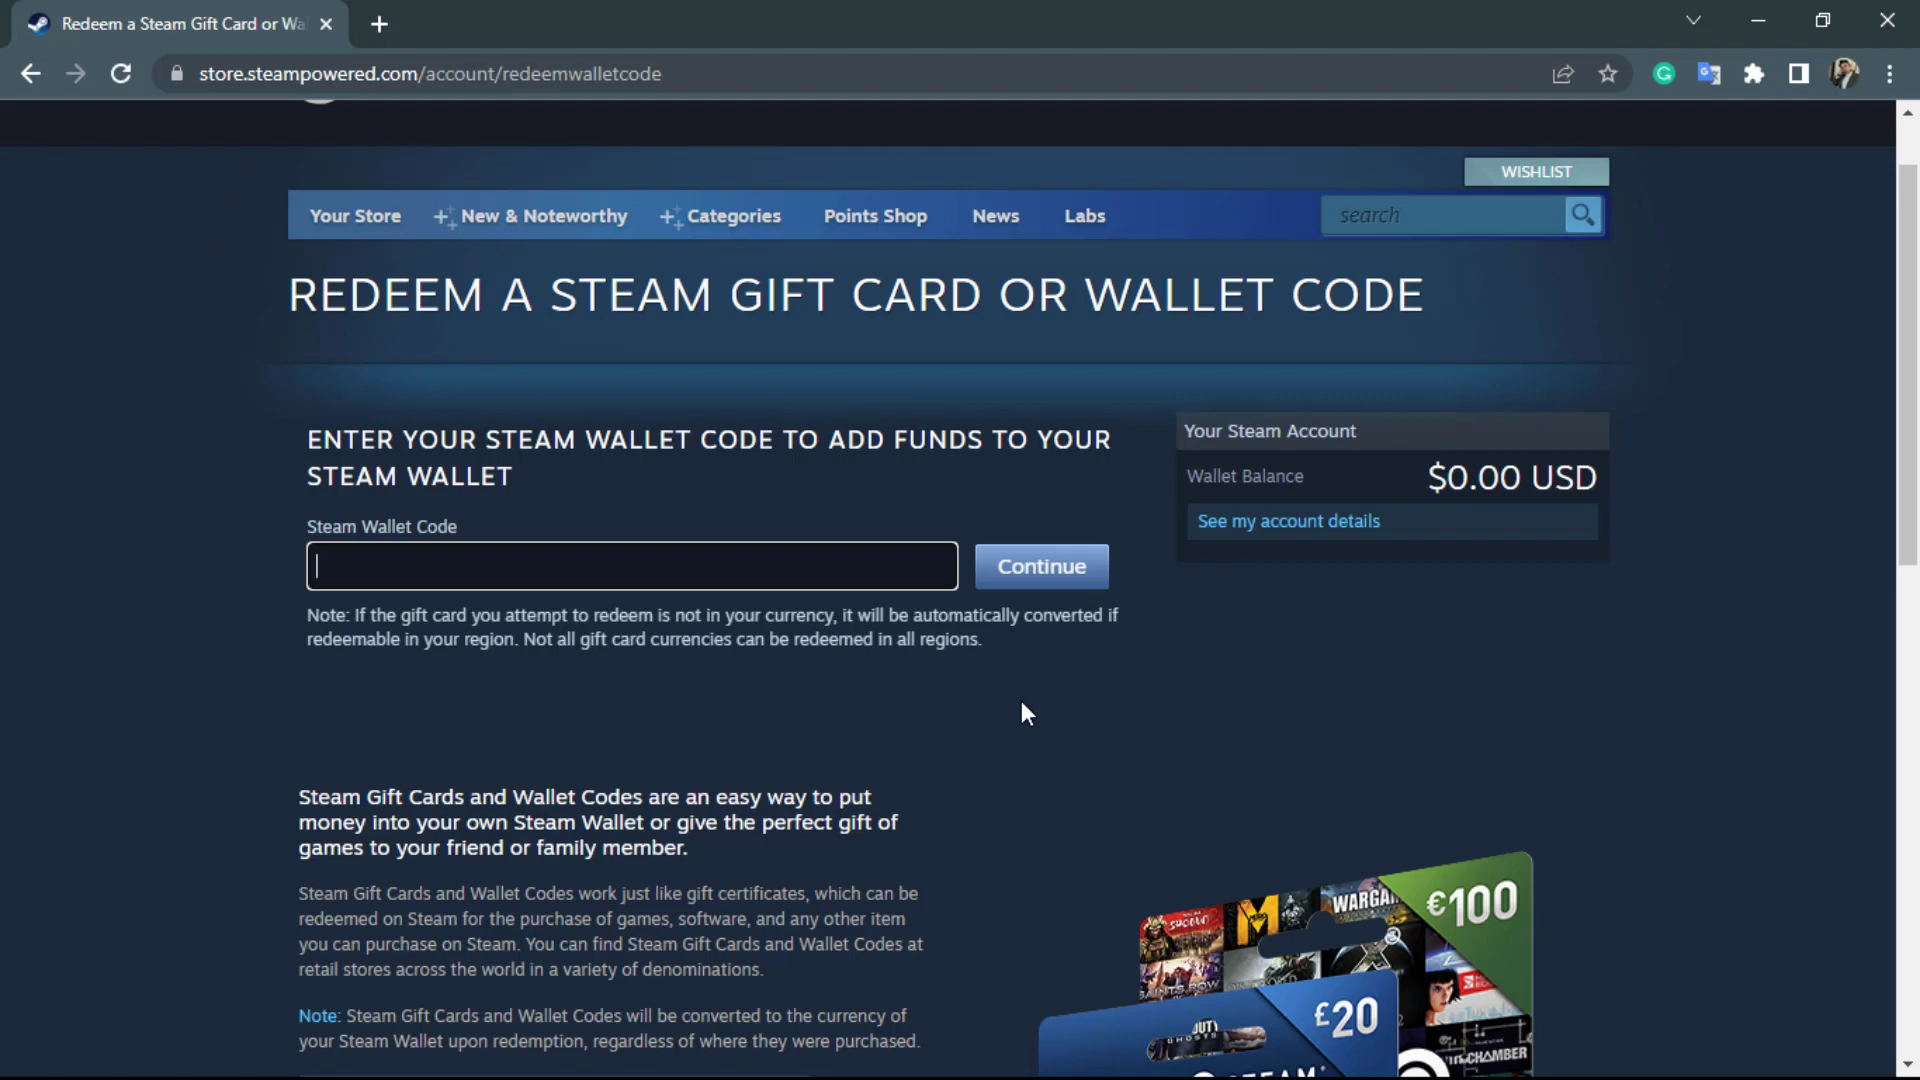 Redeem a Steam Gift Card or Wa
store.steampowered.com/account/redeemwalletcode
WISHLIST
Your Store New & Noteworthy Categories Points Shop News Labs search
REDEEM A STEAM GIFT CARD OR WALLET CODE
ENTER YOUR STEAM WALLET CODE TO ADD FUNDS TO YOUR
STEAM WALLET
Steam Wallet Code
Continue
Note: If the gift card you attempt to redeem is not in your currency, it will be automatically converted if
redeemable in your region. Not all gift card currencies can be redeemed in all regions.
Your Steam Account
Wallet Balance $0.00 USD
See my account details
Steam Gift Cards and Wallet Codes are an easy way to put
money into your own Steam Wallet or give the perfect gift of
games to your friend or family member.
Steam Gift Cards and Wallet Codes work just like gift certificates, which can be
redeemed on Steam for the purchase of games, software, and any other item
you can purchase on Steam. You can find Steam Gift Cards and Wallet Codes at
retail stores across the world in a variety of denominations.
Note: Steam Gift Cards and Wallet Codes will be converted to the currency of
your Steam Wallet upon redemption, regardless of where they were purchased.
€100
WARGAM
SHOGUN
SAINTS ROW
£20
GHOSTS
STEAM